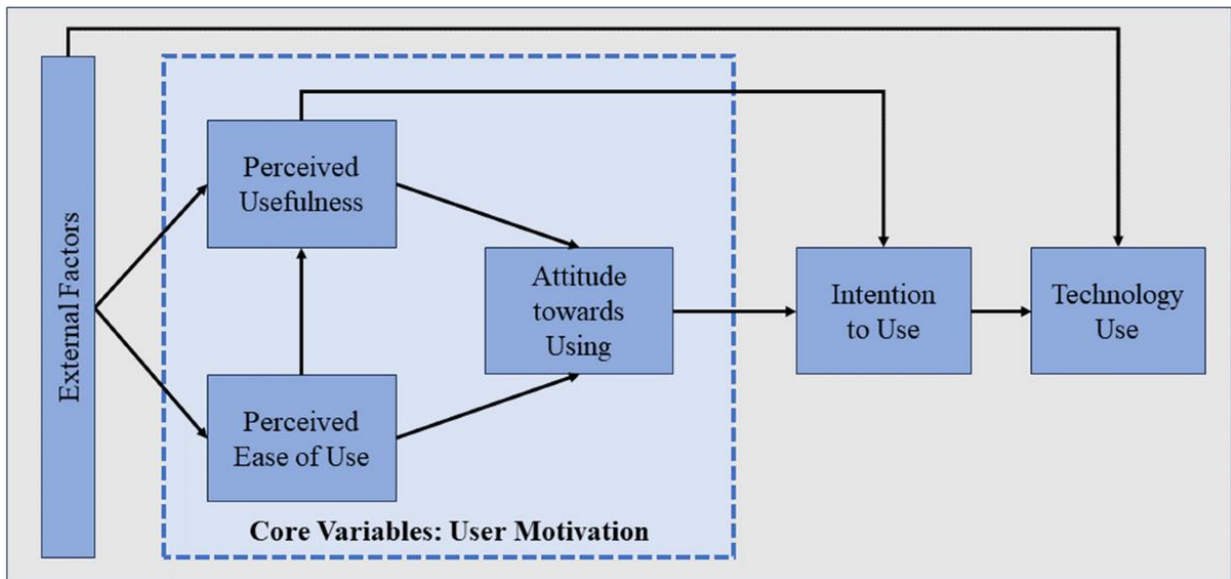 External Factors
Perceived
Usefulness
Perceived
Ease of Use
Attitude
towards
Using
Intention
to Use
Technology
Use
Core Variables: User Motivation